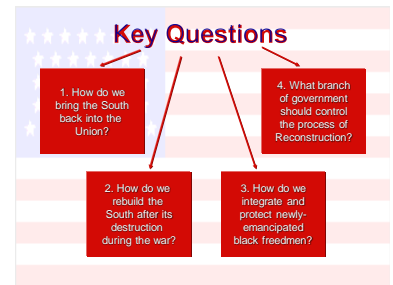 Key Questions
1. How do we
bring the South
back into the
Union?
4. What branch
of government
should control
the process of
Reconstruction?
2. How do we
rebuild the
South after its
destruction
during the war?
3. How do we
integrate and
protect newly-
emancipated
black freedmen?